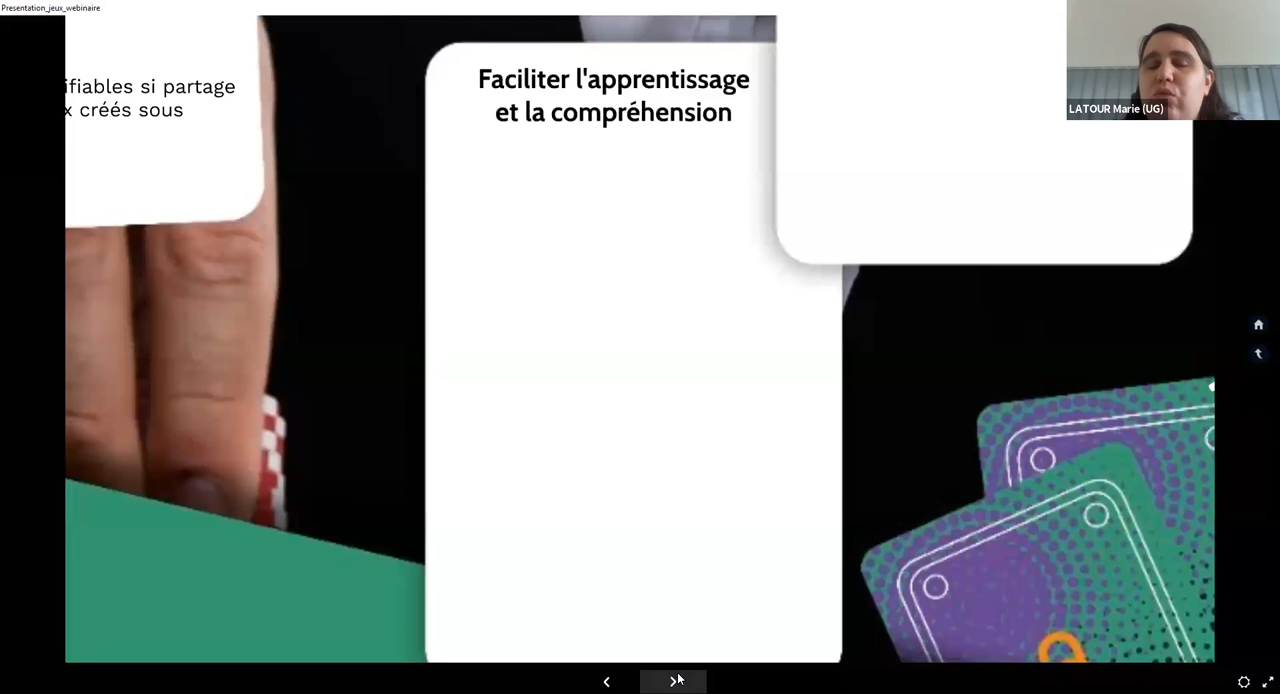 Presentation_jeux_webinaire
ifiables si partage
x créés sous
Faciliter l'apprentissage
et la compréhension
LATOUR Marie (UG)